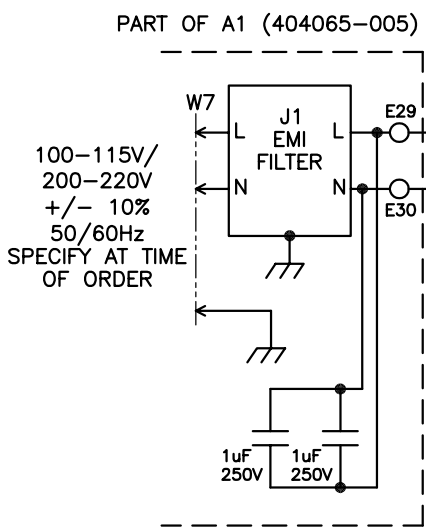 PART OF A1 (404065-005)
W7
L
J1
EMI
FILTER
L
E29
N
N
E30
100-115V/
200-220V
+/- 10%
50/60Hz
SPECIFY AT TIME
OF ORDER
1uF
250V
1uF
250V